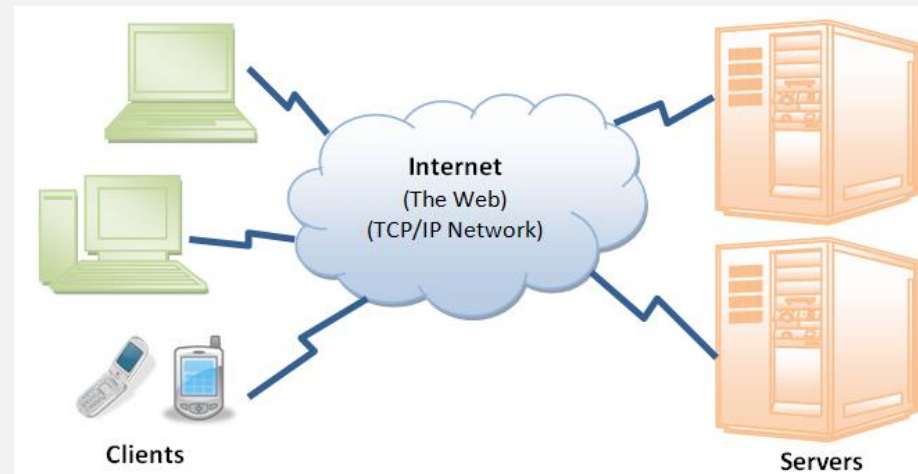 Internet
(The Web)
(TCP/IP Network)
Clients
Servers